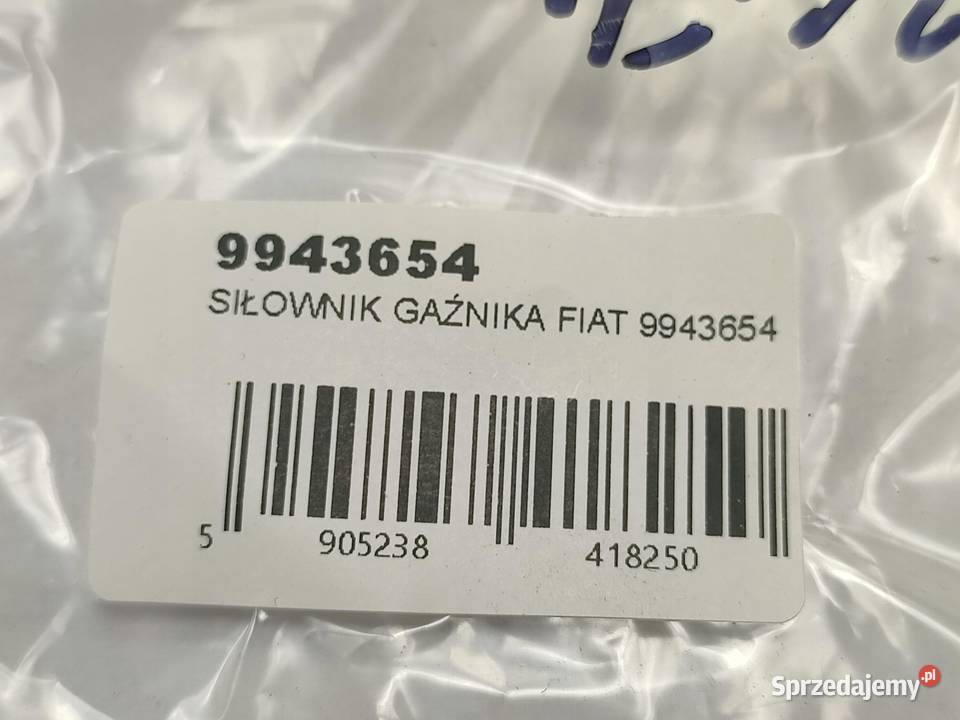 9943654
SIŁOWNIK GAŹNIKA FIAT 9943654
5 905238 418250
Sprzedajemy.pl